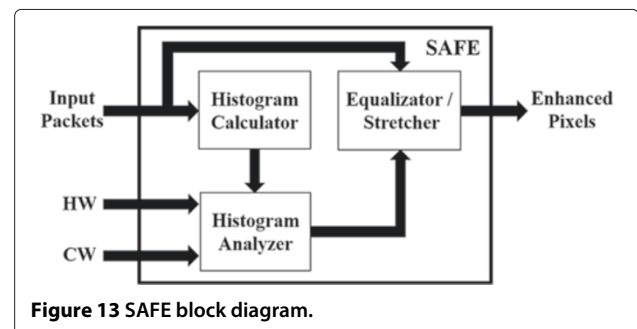 SAFE
Input
Packets
Histogram
Calculator
Equalizator /
Stretcher
Enhanced
Pixels
HW
CW
Histogram
Analyzer
Figure 13 SAFE block diagram.